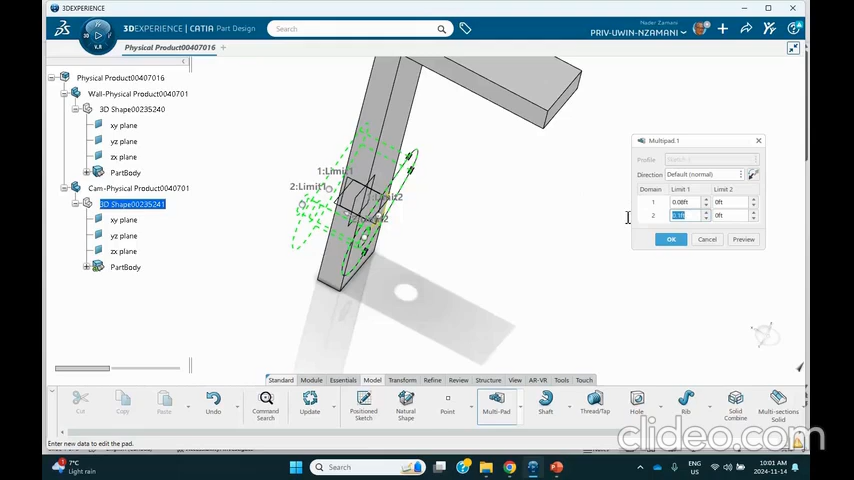 3DEXPERIENCE
3DEXPERIENCE | CATIA Part Design
Search
Nader Zamani
PRIV-UWIN-NZAMANI
V.R
Physical Product00407016
Physical Product00407016
Wall-Physical Product0040701
3D Shape00235240
xy plane
yz plane
zx plane
PartBody
Cam-Physical Product0040701
3D Shape00235241
xy plane
yz plane
zx plane
PartBody
1:Limit1
2:Limit1
Limit2
Multipad.1
Profile
Direction Default (normal)
Domain Limit 1 Limit 2
1 0.08ft 0ft
2 0.1ft 0ft
OK Cancel Preview
Standard Module Essentials Model Transform Refine Review Structure View AR-VR Tools Touch
Cut Copy Paste Undo Command Search Update Positioned Sketch Natural Shape Point Multi-Pad Shaft Thread/Tap Hole Rib Solid Combine Multi-sections Solid
Enter new data to edit the pad.
clideo.com
7°C
Light rain
Search
ENG
US
10:01 AM
2024-11-14